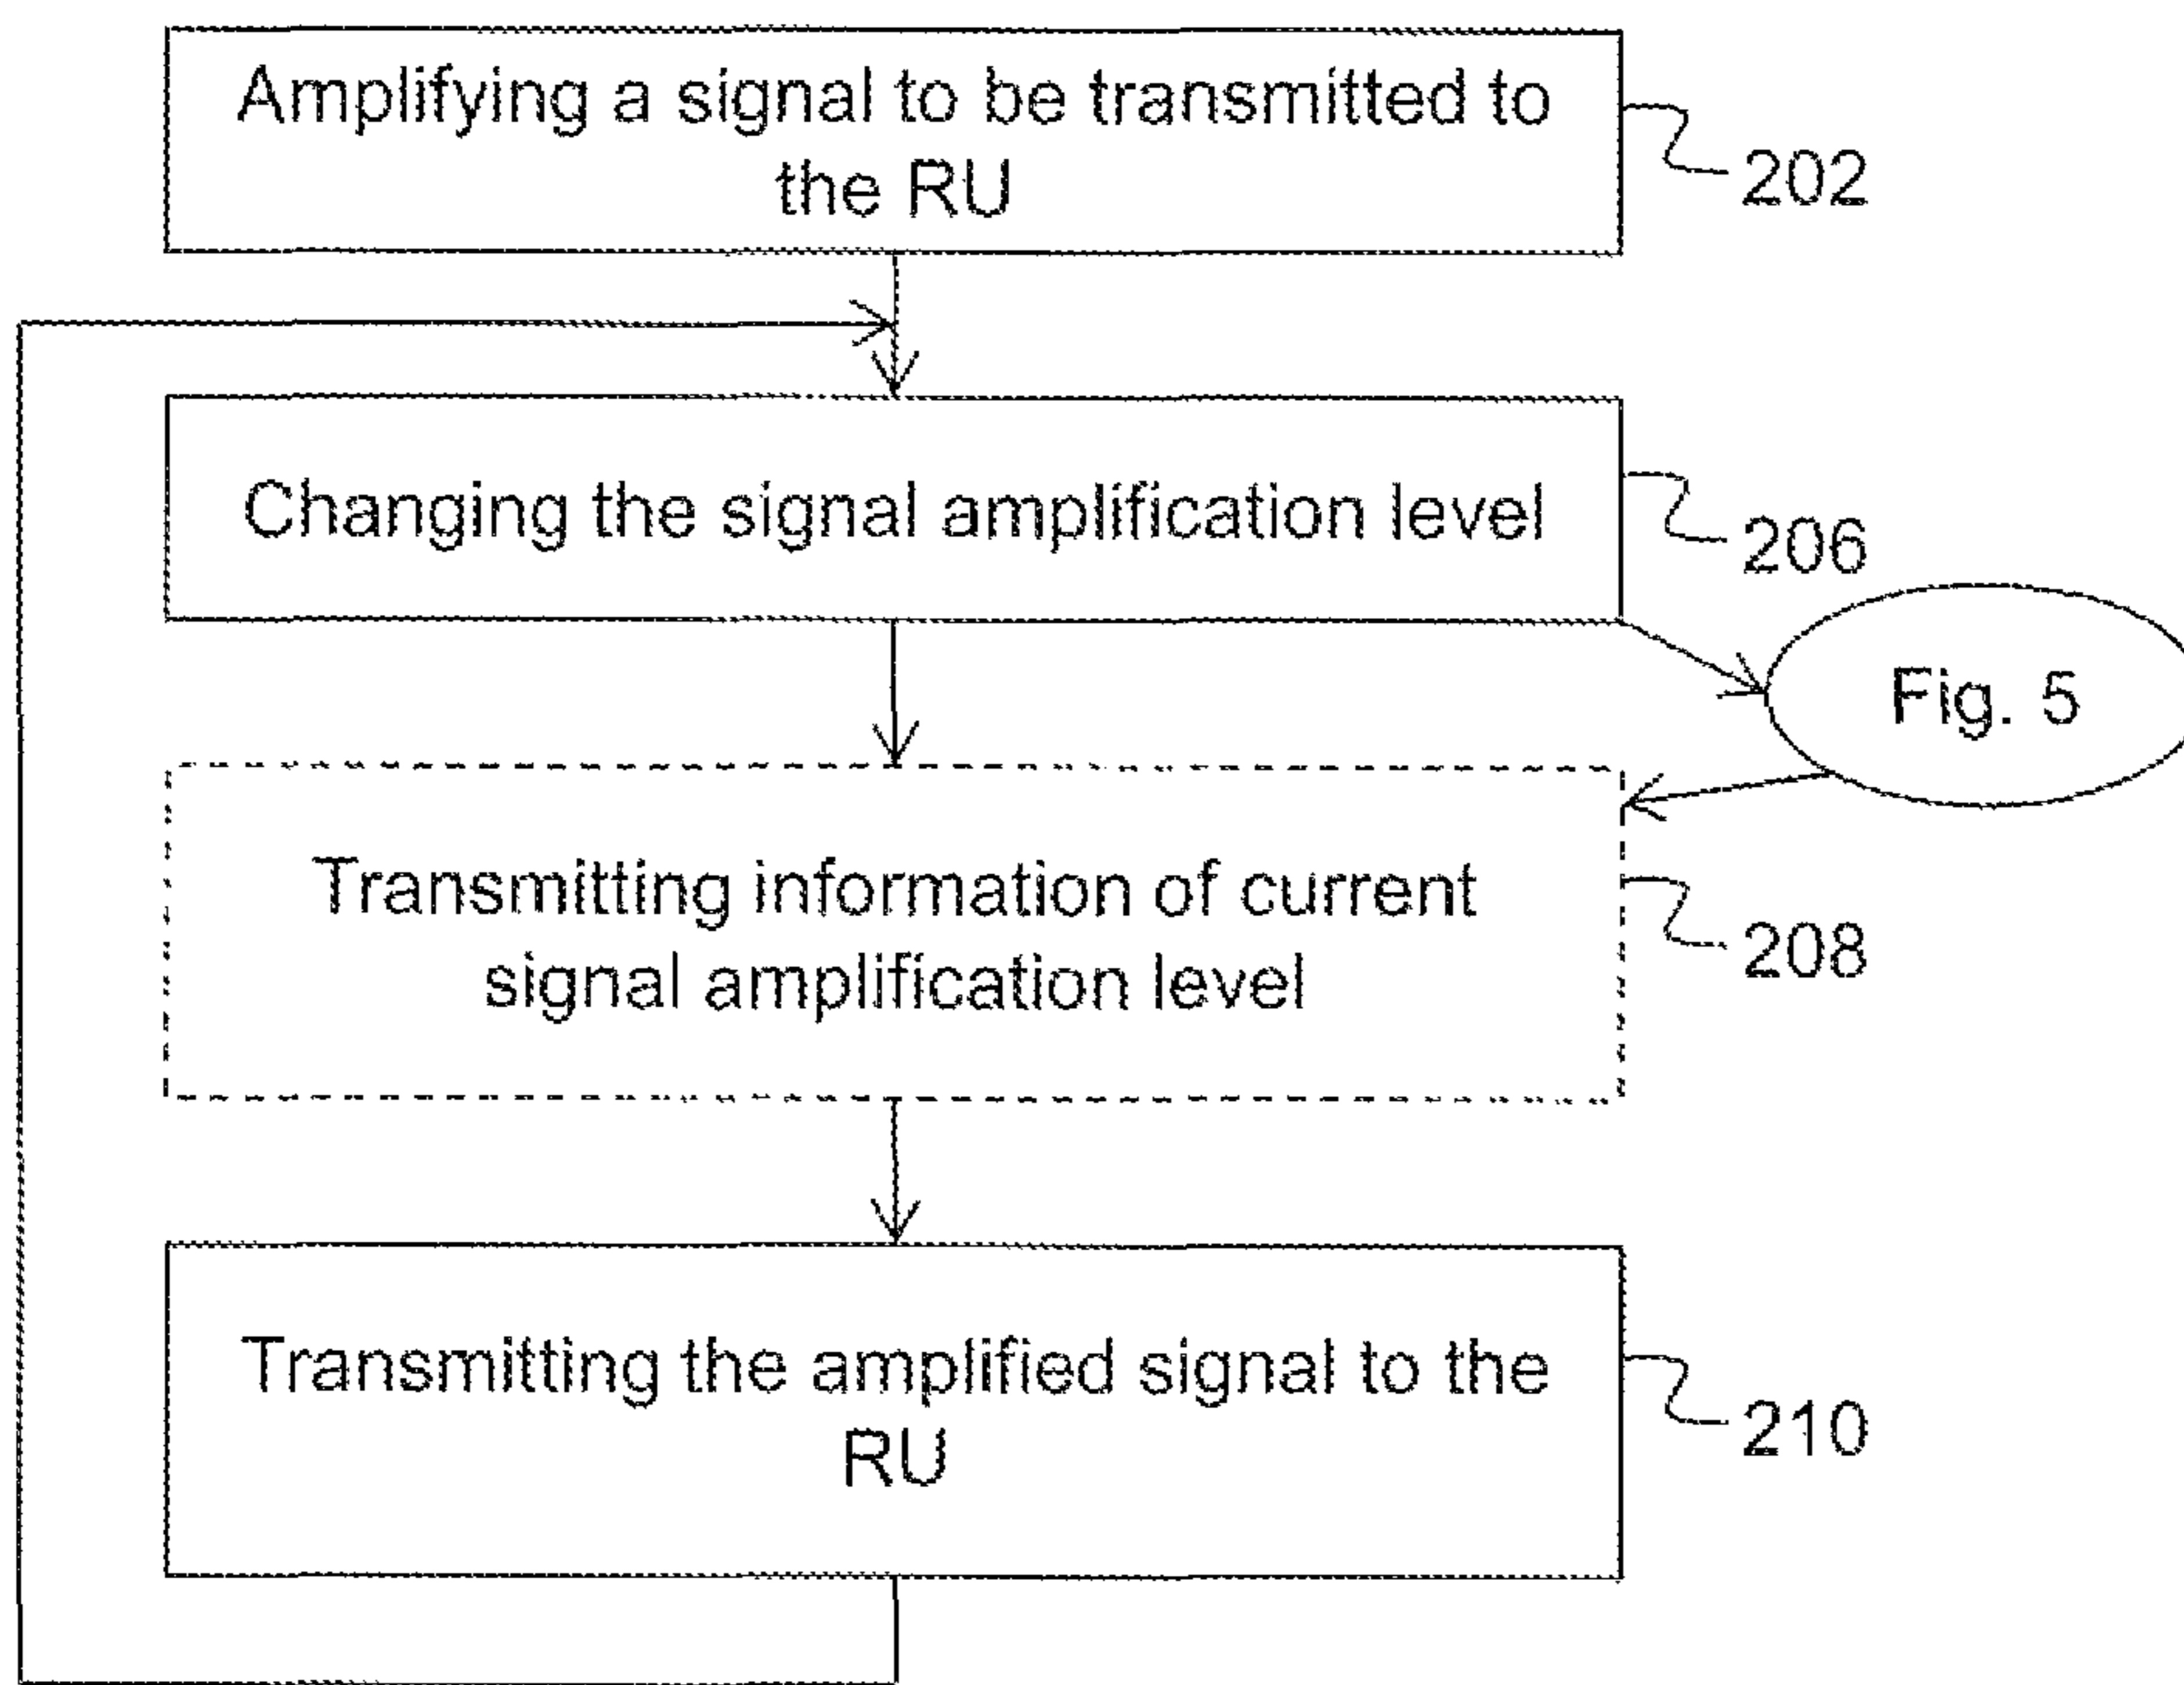 Amplifying a signal to be transmitted to
the RU
202
Changing the signal amplification level
206
Fig. 5
Transmitting information of current
signal amplification level
208
Transmitting the amplified signal to the
RU
210